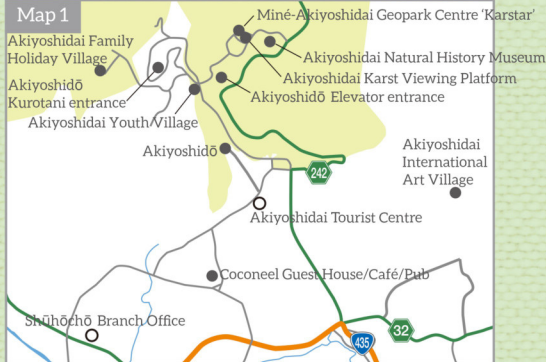 Map 1
Miné-Akiyoshidai Geopark Centre ‘Karstar’
Akiyoshidai Family
Holiday Village
Akiyoshidai Natural History Museum
Akiyoshidai Karst Viewing Platform
Akiyoshidō
Kurotani entrance
Akiyoshidō Elevator entrance
Akiyoshidai Youth Village
Akiyoshidō
Akiyoshidai
International
Art Village
242
Akiyoshidai Tourist Centre
Coconeel Guest House/Café/Pub
Shūhōchō Branch Office
32
435